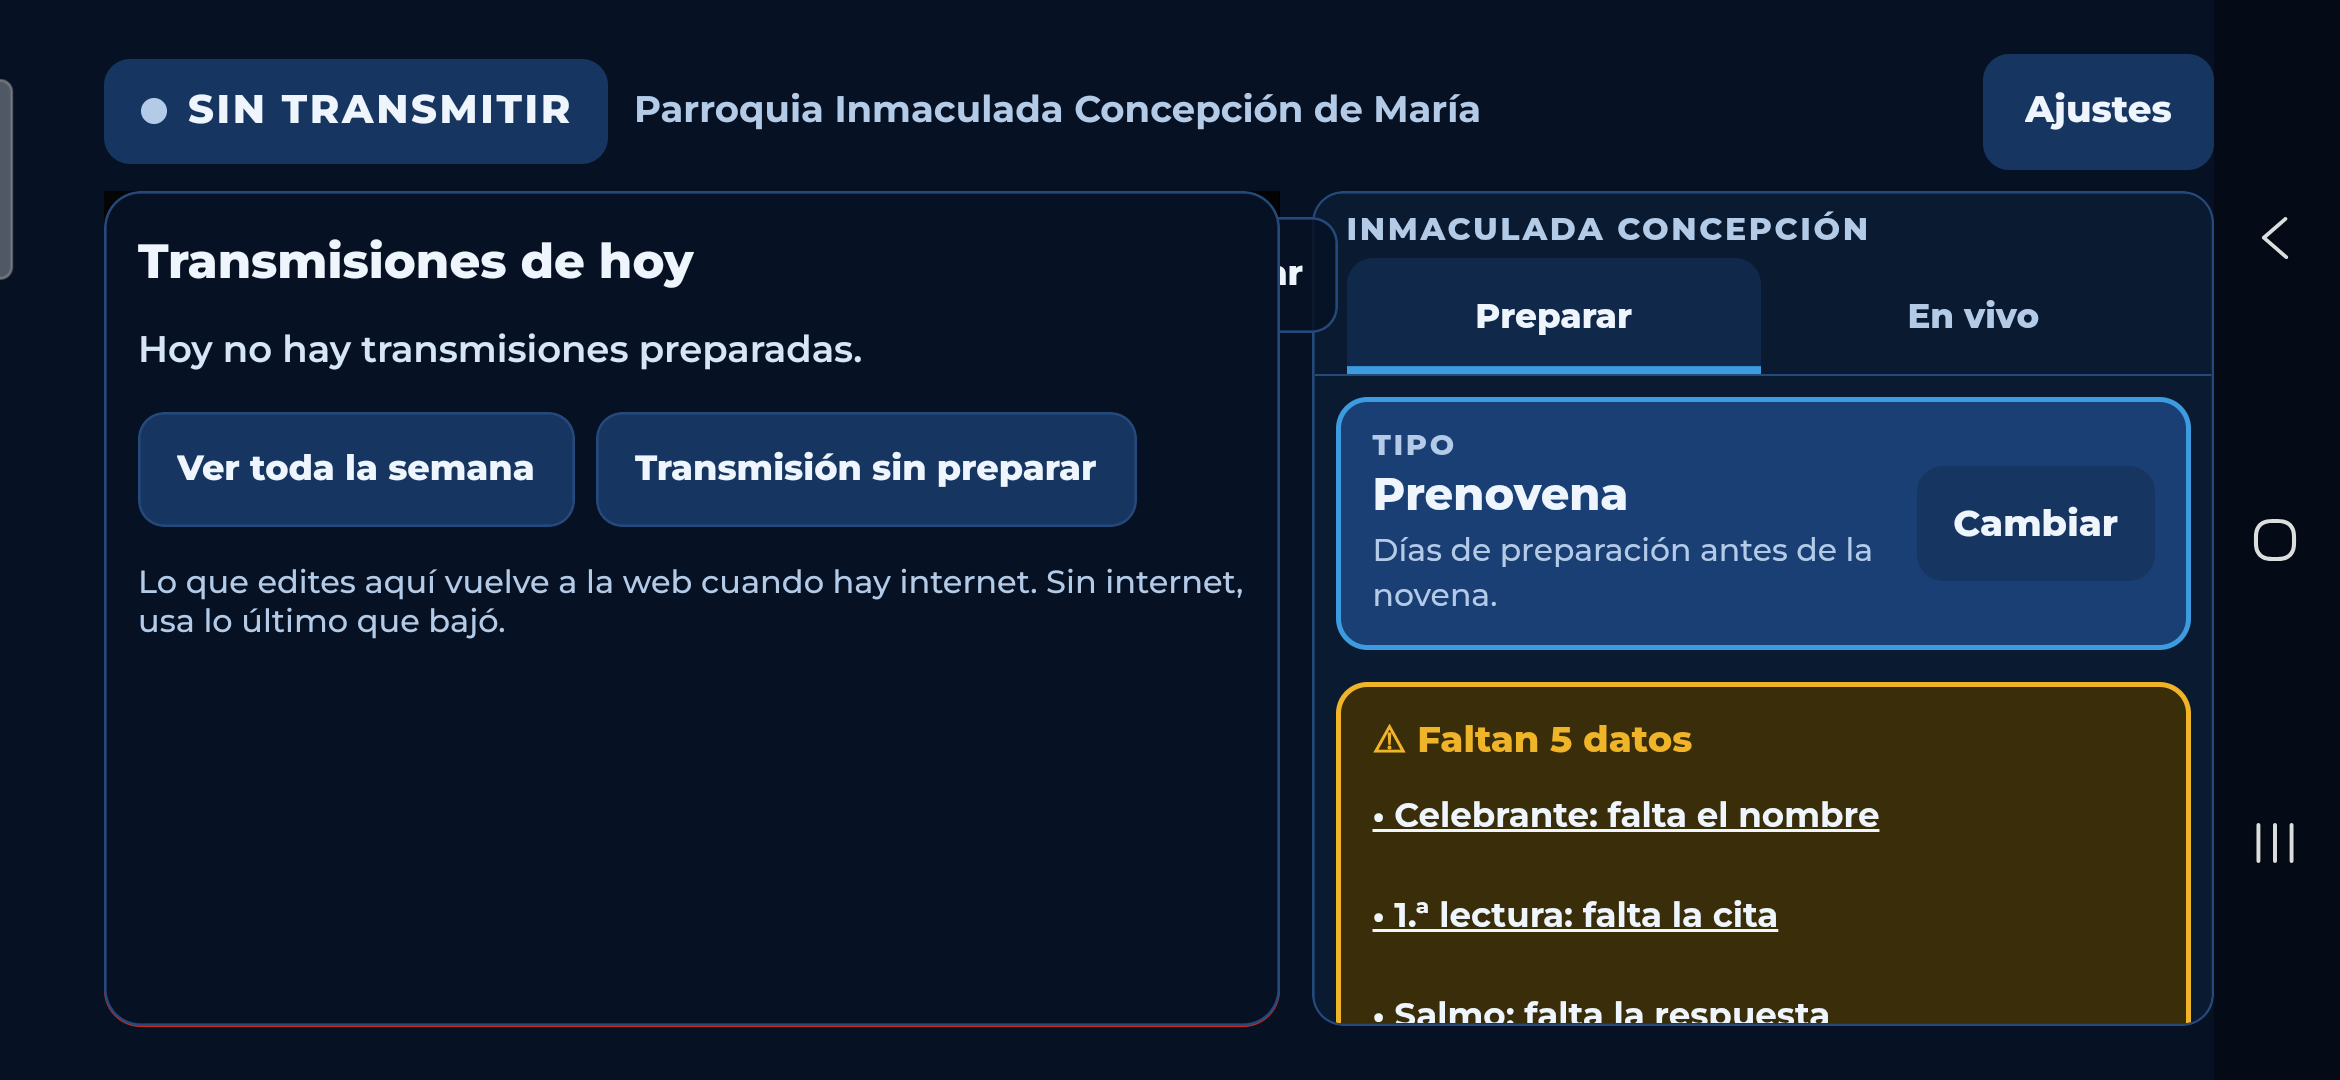 SIN TRANSMITIR
Parroquia Inmaculada Concepción de María
Ajustes
Transmisiones de hoy
Hoy no hay transmisiones preparadas.
Ver toda la semana
Transmisión sin preparar
Lo que edites aquí vuelve a la web cuando hay internet. Sin internet,
usa lo último que bajó.
INMACULADA CONCEPCIÓN
Preparar
En vivo
TIPO
Prenovena
Días de preparación antes de la
novena.
Cambiar
⚠ Faltan 5 datos
• Celebrante: falta el nombre
• 1.ª lectura: falta la cita
• Salmo: falta la respuesta